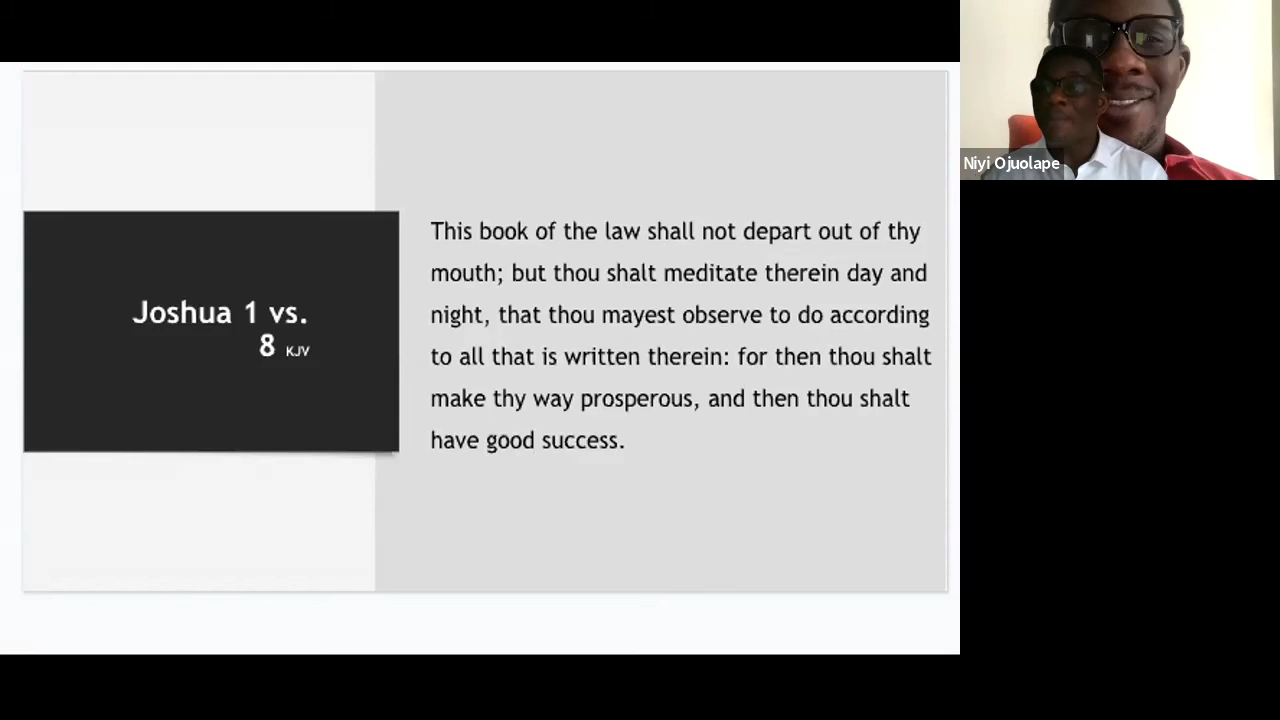 Joshua 1 vs.
8 KJV
This book of the law shall not depart out of thy
mouth; but thou shalt meditate therein day and
night, that thou mayest observe to do according
to all that is written therein: for then thou shalt
make thy way prosperous, and then thou shalt
have good success.
Niyi Ojuolape